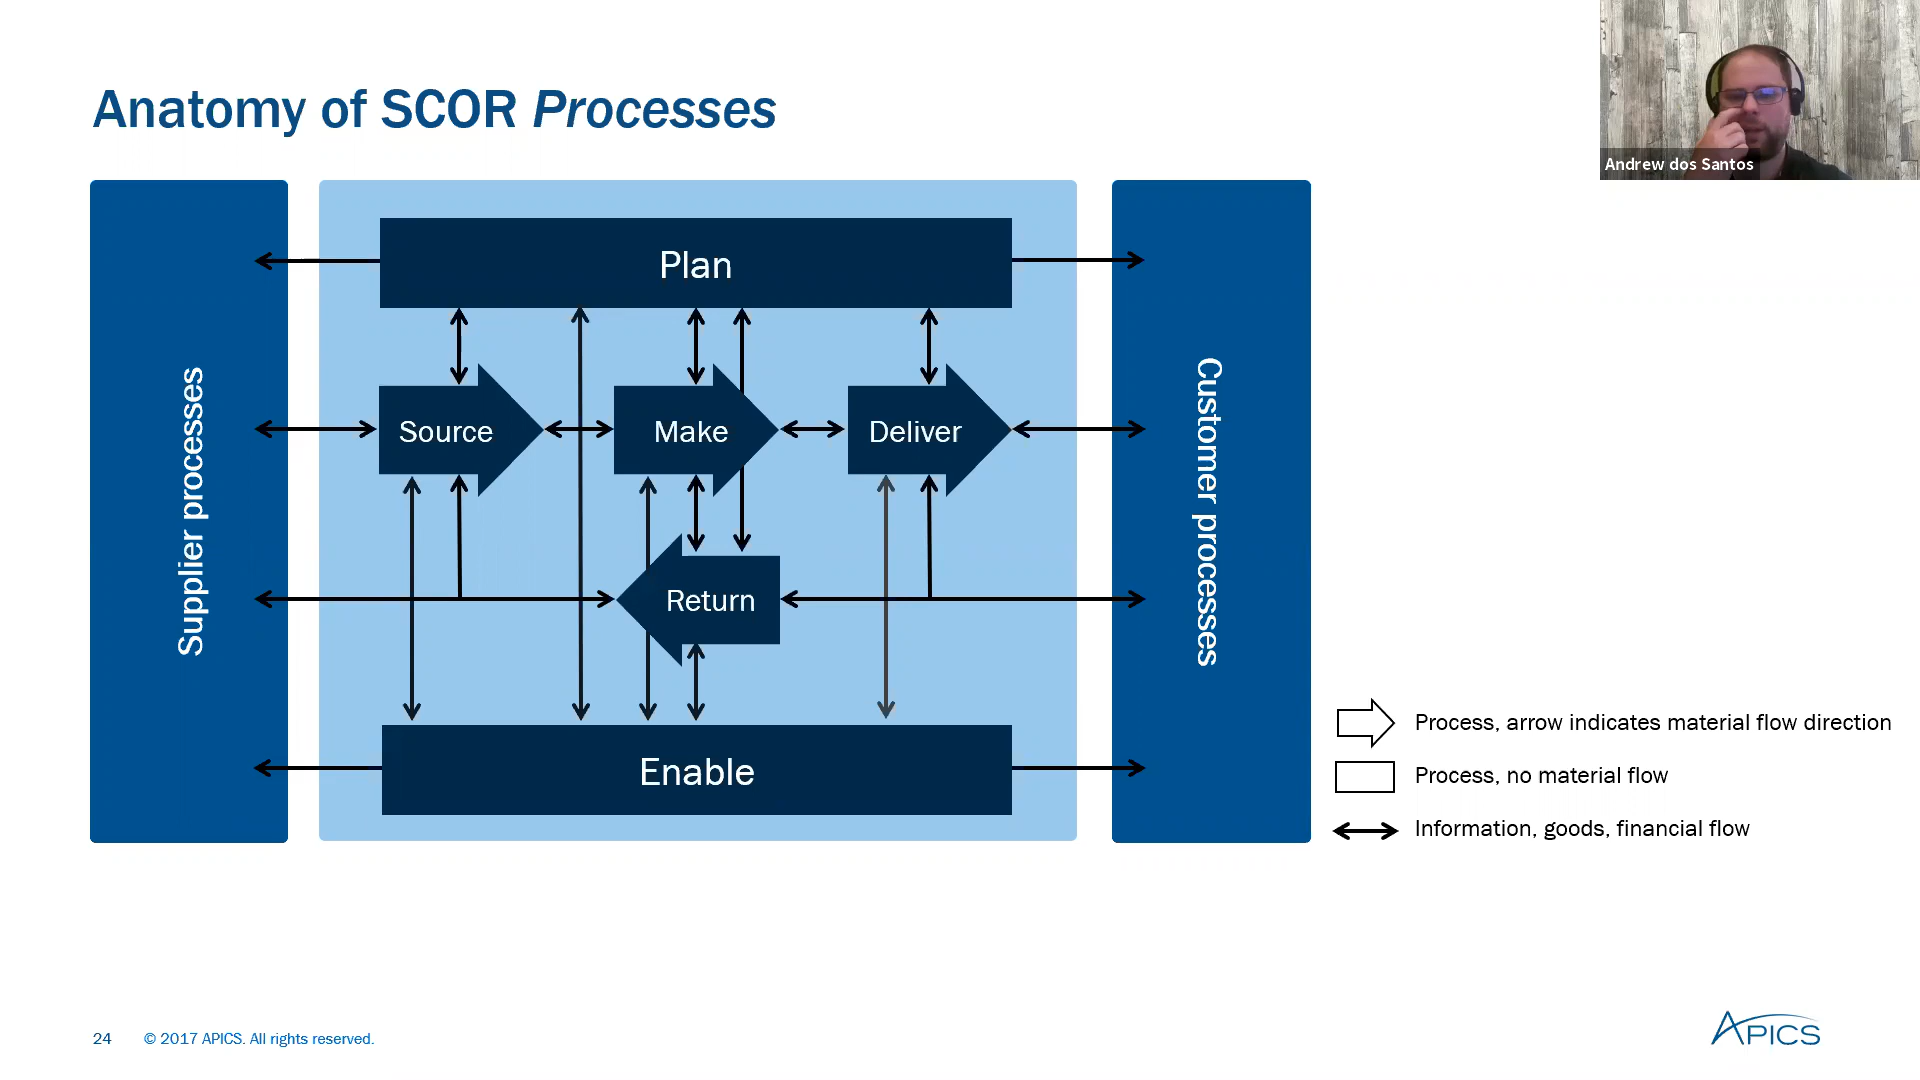 Anatomy of SCOR Processes
Andrew dos Santos
Plan
Supplier processes
Source
Make
Deliver
Customer processes
Return
Enable
Process, arrow indicates material flow direction
Process, no material flow
Information, goods, financial flow
24 © 2017 APICS. All rights reserved.
APICS